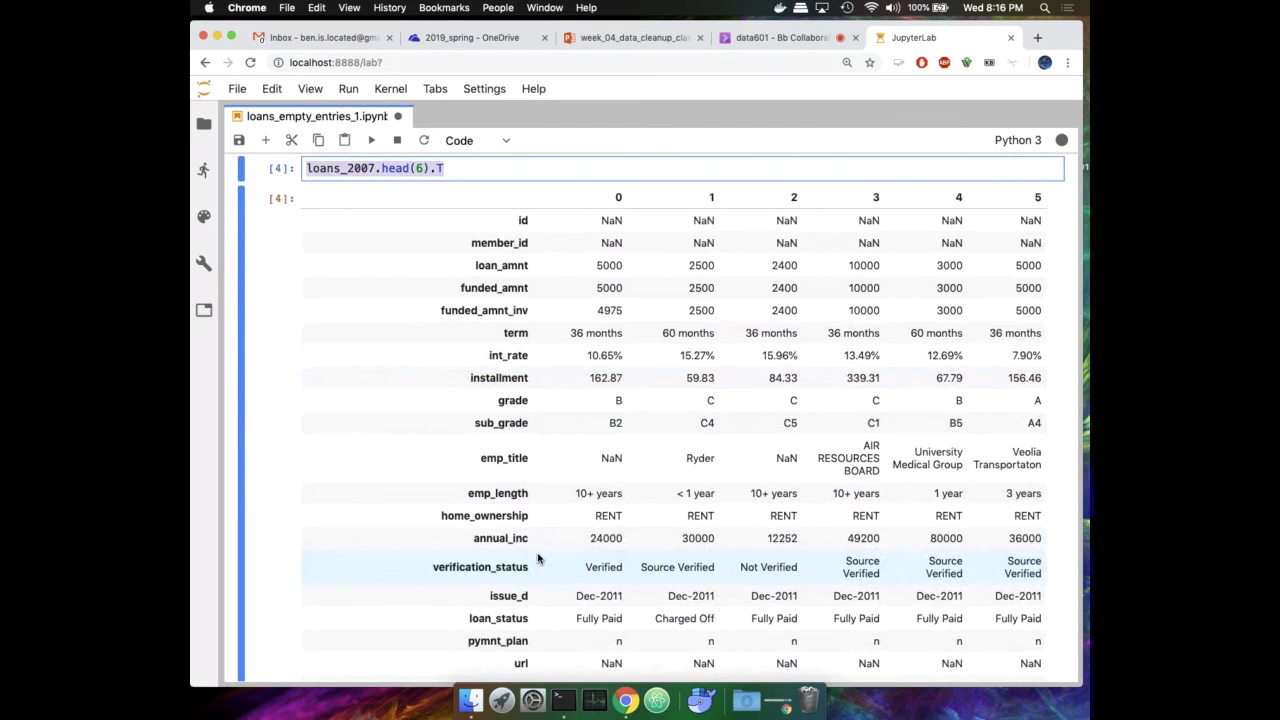 Chrome File Edit View History Bookmarks People Window Help 100% Wed 8:16 PM
Inbox - ben.is.located@gm 2019_spring - OneDrive week_04_data_cleanup_cla data601 - Bb Collabora JupyterLab
localhost:8888/lab?
File Edit View Run Kernel Tabs Settings Help
loans_empty_entries_1.ipynb
Code Python 3
[4]: loans_2007.head(6).T
[4]: 0 1 2 3 4 5
id NaN NaN NaN NaN NaN NaN
member_id NaN NaN NaN NaN NaN NaN
loan_amnt 5000 2500 2400 10000 3000 5000
funded_amnt 5000 2500 2400 10000 3000 5000
funded_amnt_inv 4975 2500 2400 10000 3000 5000
term 36 months 60 months 36 months 36 months 60 months 36 months
int_rate 10.65% 15.27% 15.96% 13.49% 12.69% 7.90%
installment 162.87 59.83 84.33 339.31 67.79 156.46
grade B C C C B A
sub_grade B2 C4 C5 C1 B5 A4
emp_title NaN Ryder NaN AIR RESOURCES BOARD University Medical Group Veolia Transportaton
emp_length 10+ years < 1 year 10+ years 10+ years 1 year 3 years
home_ownership RENT RENT RENT RENT RENT RENT
annual_inc 24000 30000 12252 49200 80000 36000
verification_status Verified Source Verified Not Verified Source Verified Source Verified Source Verified
issue_d Dec-2011 Dec-2011 Dec-2011 Dec-2011 Dec-2011 Dec-2011
loan_status Fully Paid Charged Off Fully Paid Fully Paid Fully Paid Fully Paid
pymnt_plan n n n n n n
url NaN NaN NaN NaN NaN NaN